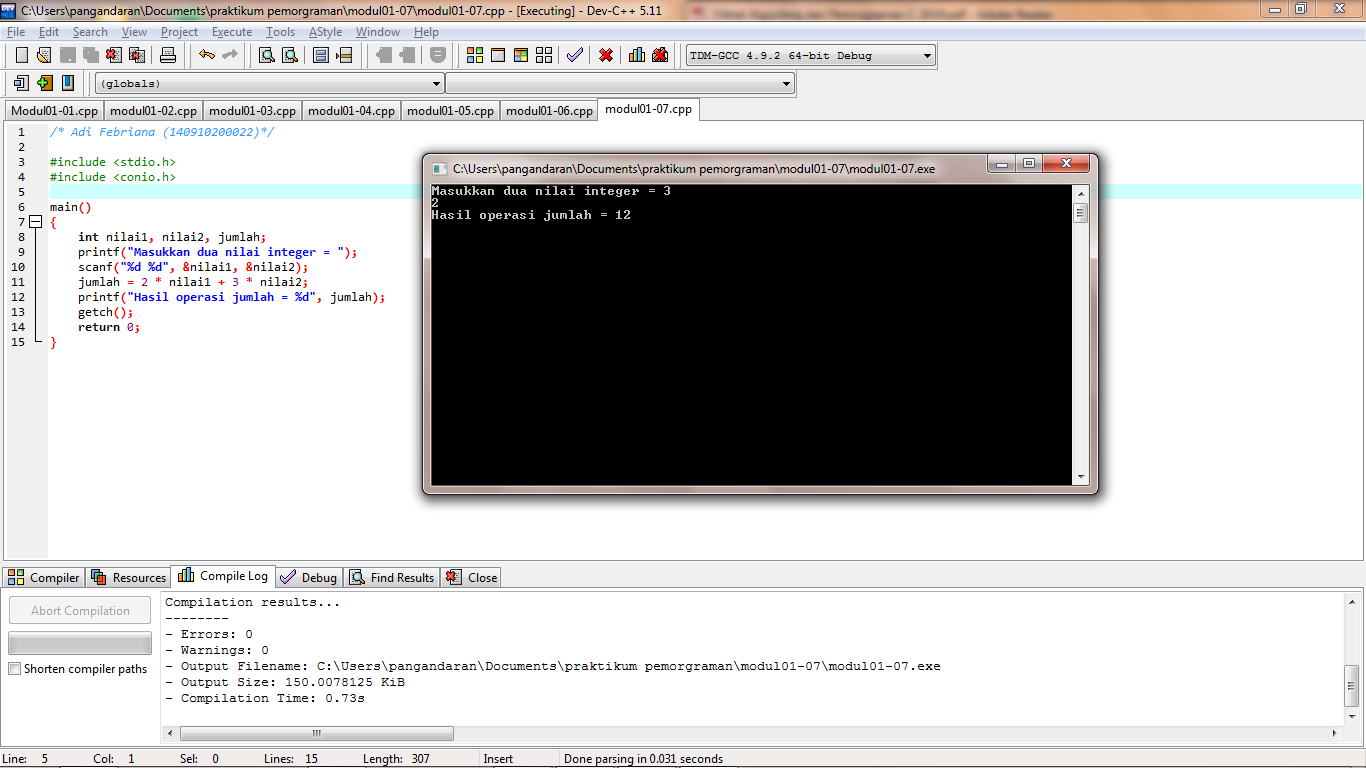 C:\Users\pangandaran\Documents\praktikum pemorgraman\modul01-07\modul01-07.cpp - [Executing] - Dev-C++ 5.11
File Edit Search View Project Execute Tools AStyle Window Help
TDM-GCC 4.9.2 64-bit Debug
(globals)
Modul01-01.cpp modul01-02.cpp modul01-03.cpp modul01-04.cpp modul01-05.cpp modul01-06.cpp modul01-07.cpp
1 /* Adi Febriana (140910200022)*/
2
3 #include <stdio.h>
4 #include <conio.h>
5
6 main()
7 {
8 int nilai1, nilai2, jumlah;
9 printf("Masukkan dua nilai integer = ");
10 scanf("%d %d", &nilai1, &nilai2);
11 jumlah = 2 * nilai1 + 3 * nilai2;
12 printf("Hasil operasi jumlah = %d", jumlah);
13 getch();
14 return 0;
15 }
C:\Users\pangandaran\Documents\praktikum pemorgraman\modul01-07\modul01-07.exe
Masukkan dua nilai integer = 3
2
Hasil operasi jumlah = 12
Compiler Resources Compile Log Debug Find Results Close
Abort Compilation
Shorten compiler paths
Compilation results...
--------
- Errors: 0
- Warnings: 0
- Output Filename: C:\Users\pangandaran\Documents\praktikum pemorgraman\modul01-07\modul01-07.exe
- Output Size: 150.0078125 KiB
- Compilation Time: 0.73s
Line: 5 Col: 1 Sel: 0 Lines: 15 Length: 307 Insert Done parsing in 0.031 seconds